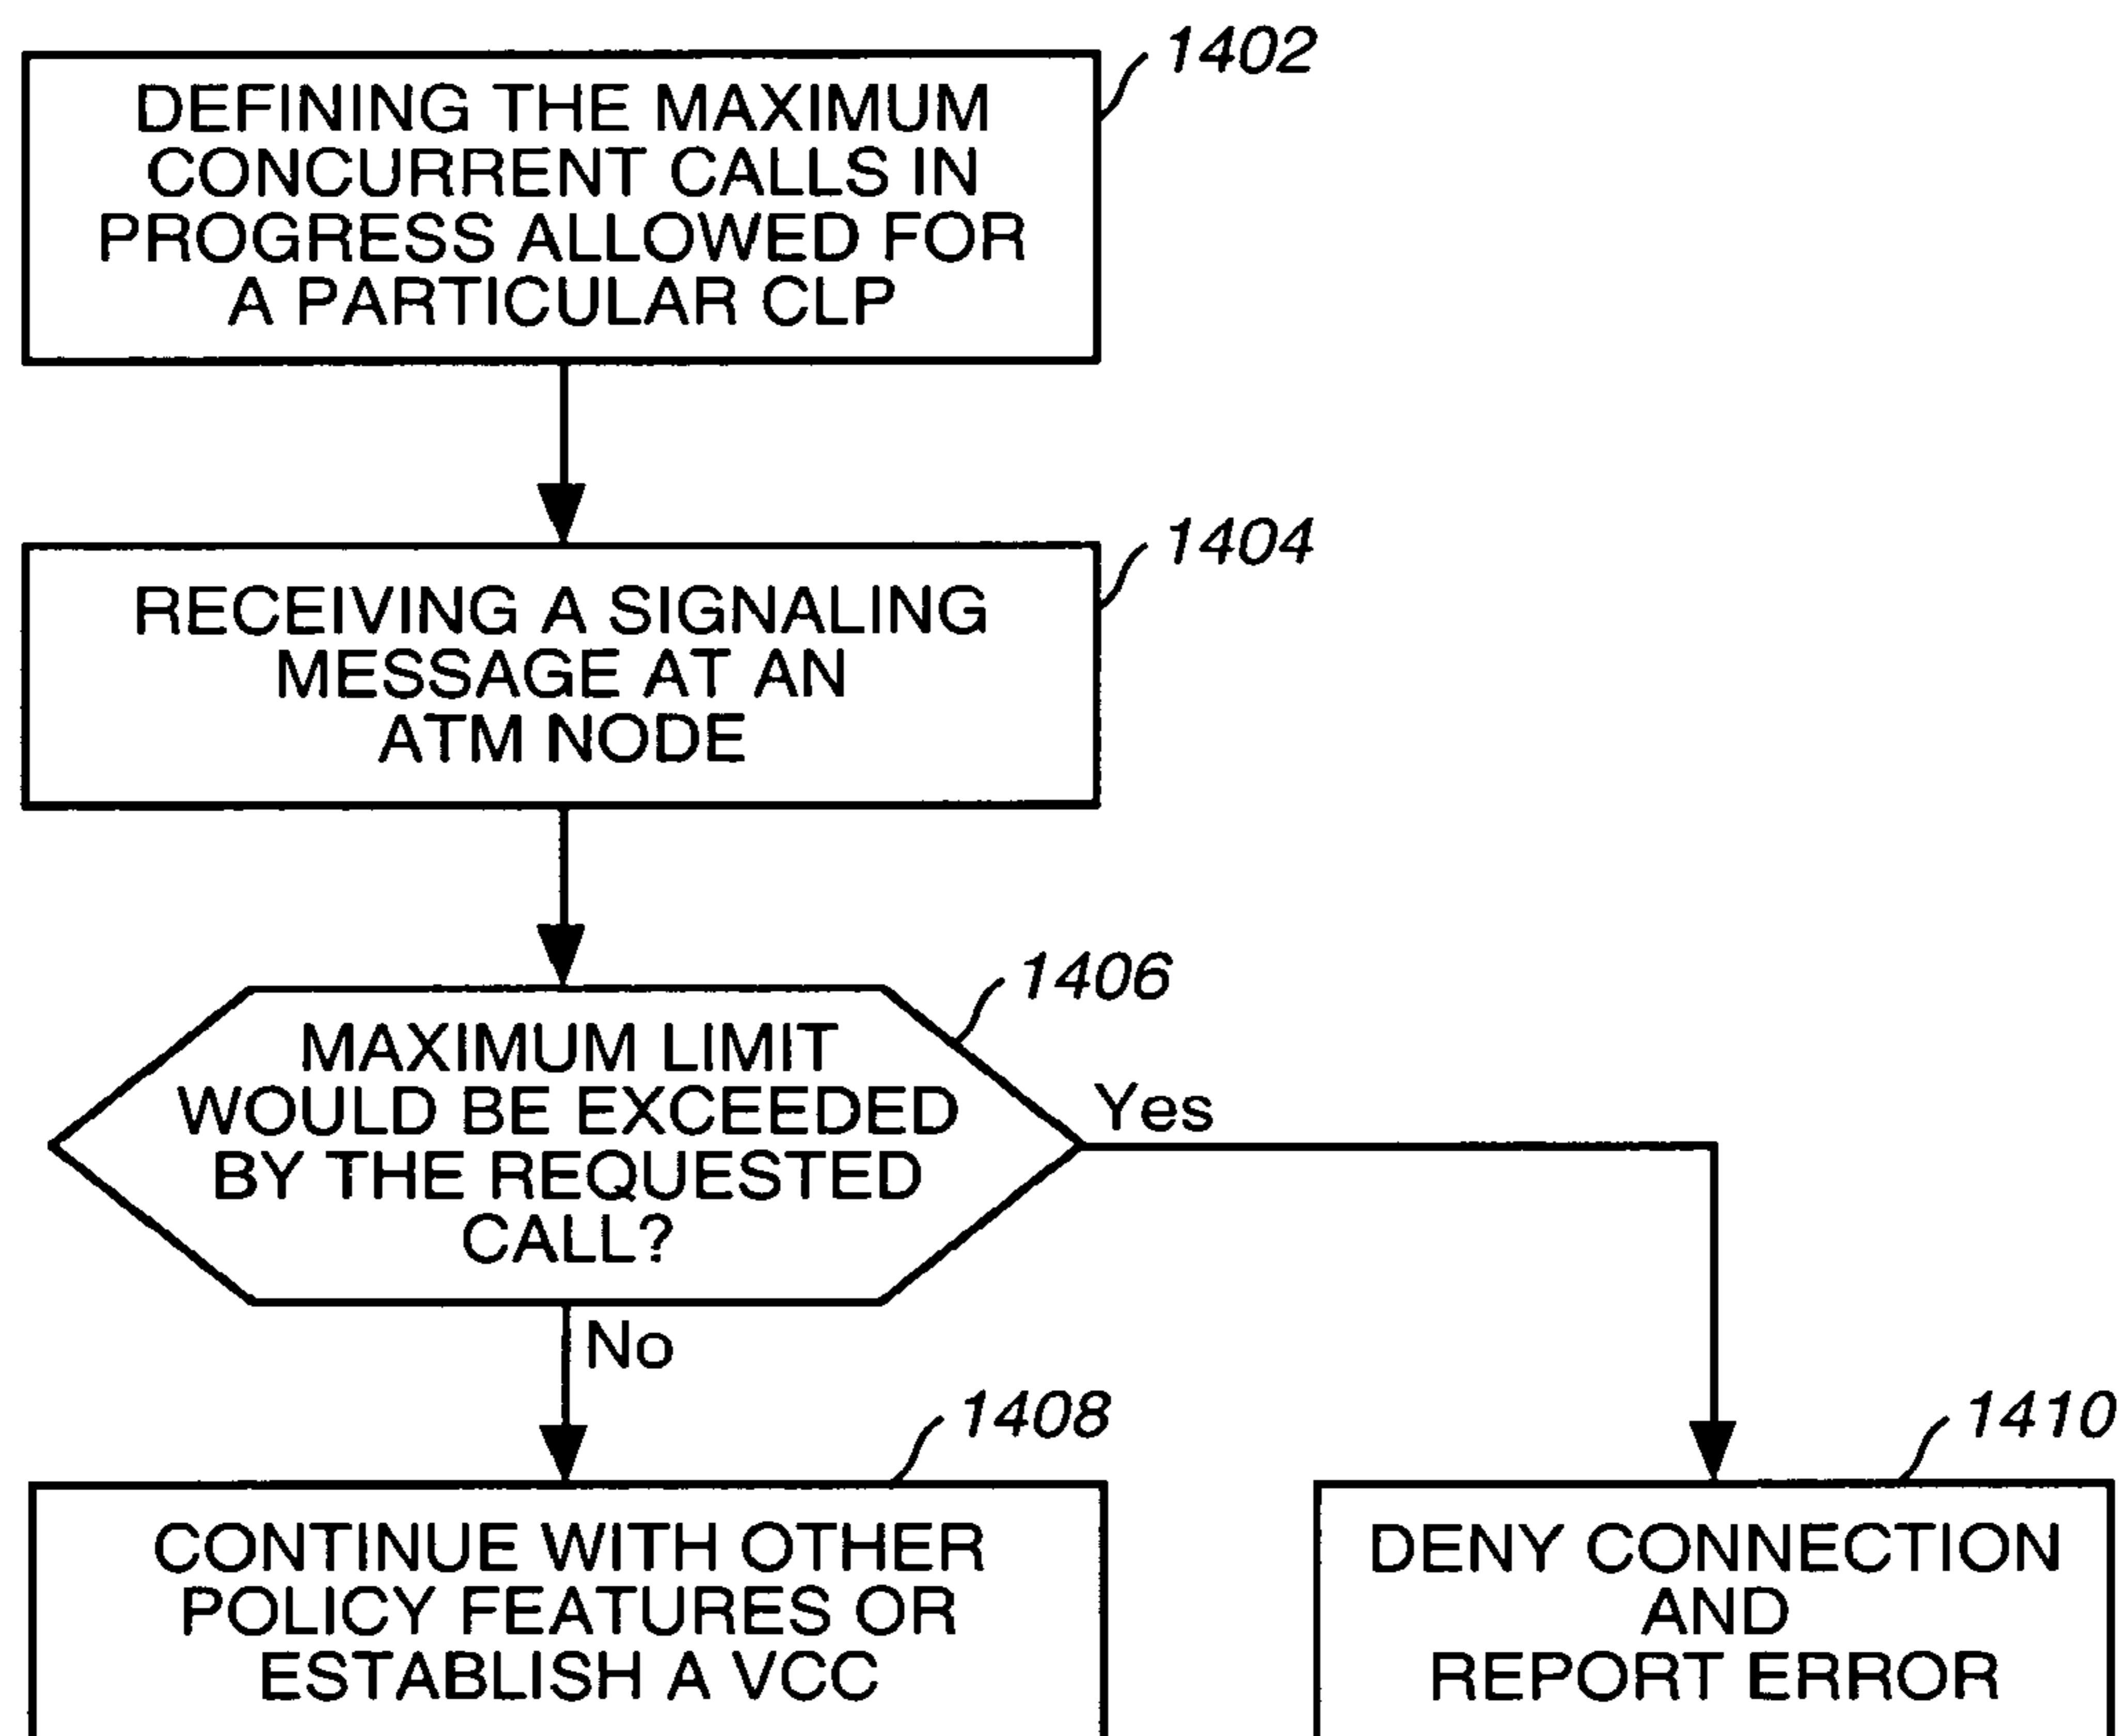 1402
DEFINING THE MAXIMUM
CONCURRENT CALLS IN
PROGRESS ALLOWED FOR
A PARTICULAR CLP
1404
RECEIVING A SIGNALING
MESSAGE AT AN
ATM NODE
1406
MAXIMUM LIMIT
WOULD BE EXCEEDED
BY THE REQUESTED
CALL?
Yes
No
1408
CONTINUE WITH OTHER
POLICY FEATURES OR
ESTABLISH A VCC
1410
DENY CONNECTION
AND
REPORT ERROR